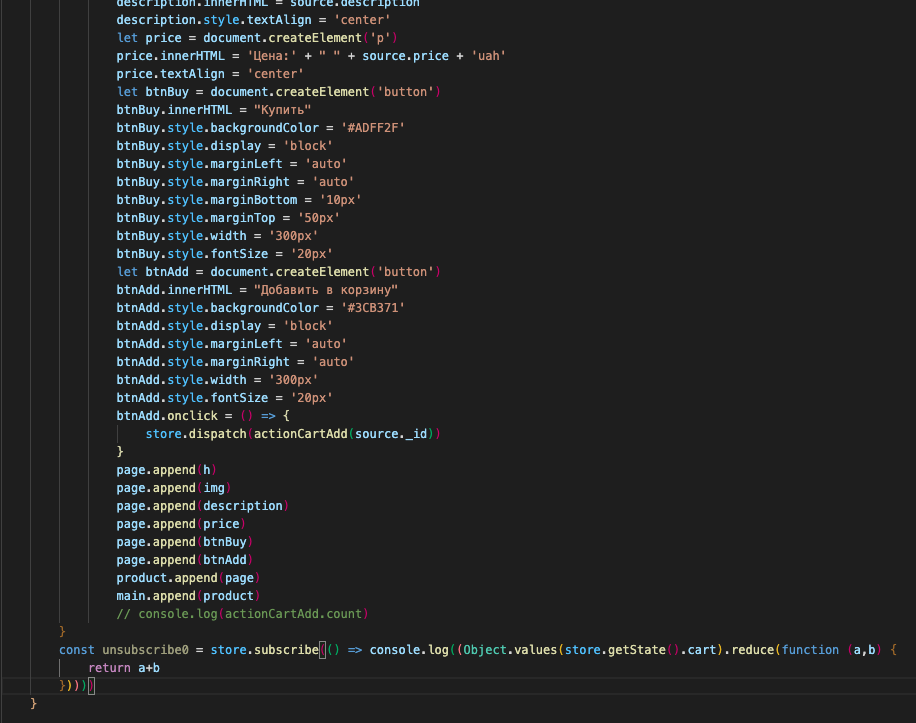 description.innerHTML = source.description
description.style.textAlign = 'center'
let price = document.createElement('p')
price.innerHTML = 'Цена:' + " " + source.price + 'uah'
price.textAlign = 'center'
let btnBuy = document.createElement('button')
btnBuy.innerHTML = "Купить"
btnBuy.style.backgroundColor = '#ADFF2F'
btnBuy.style.display = 'block'
btnBuy.style.marginLeft = 'auto'
btnBuy.style.marginRight = 'auto'
btnBuy.style.marginBottom = '10px'
btnBuy.style.marginTop = '50px'
btnBuy.style.width = '300px'
btnBuy.style.fontSize = '20px'
let btnAdd = document.createElement('button')
btnAdd.innerHTML = "Добавить в корзину"
btnAdd.style.backgroundColor = '#3CB371'
btnAdd.style.display = 'block'
btnAdd.style.marginLeft = 'auto'
btnAdd.style.marginRight = 'auto'
btnAdd.style.width = '300px'
btnAdd.style.fontSize = '20px'
btnAdd.onclick = () => {
store.dispatch(actionCartAdd(source._id))
}
page.append(h)
page.append(img)
page.append(description)
page.append(price)
page.append(btnBuy)
page.append(btnAdd)
product.append(page)
main.append(product)
// console.log(actionCartAdd.count)
}
const unsubscribe0 = store.subscribe(() => console.log((Object.values(store.getState().cart).reduce(function (a,b) {
return a+b
}))))
}